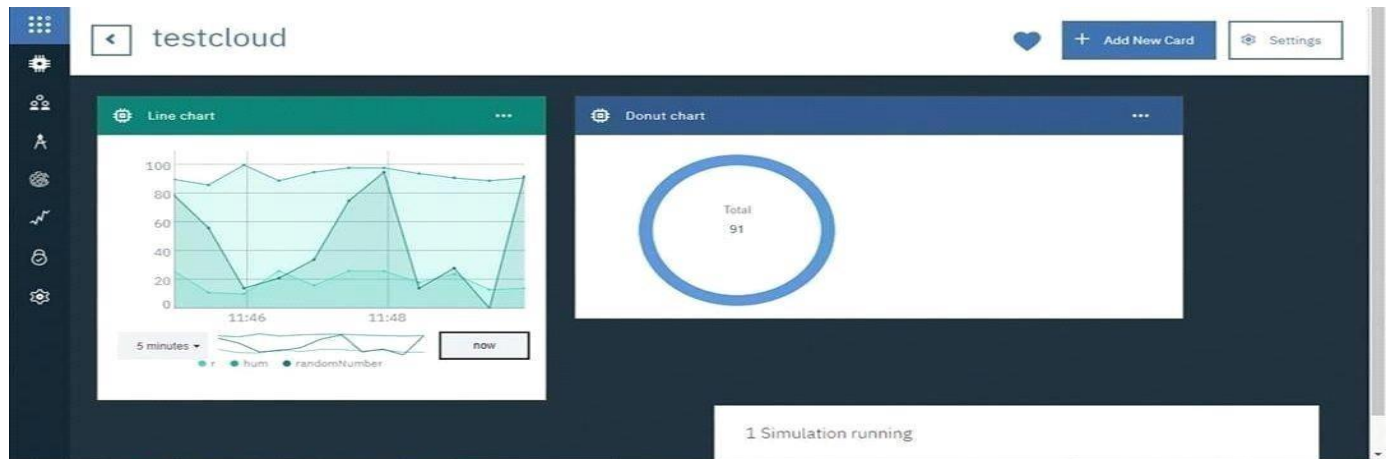 testcloud
+ Add New Card
Settings
Line chart
...
100
80
60
40
20
0
11:46
11:48
5 minutes
now
r
hum
randomNumber
Donut chart
...
Total
91
1 Simulation running